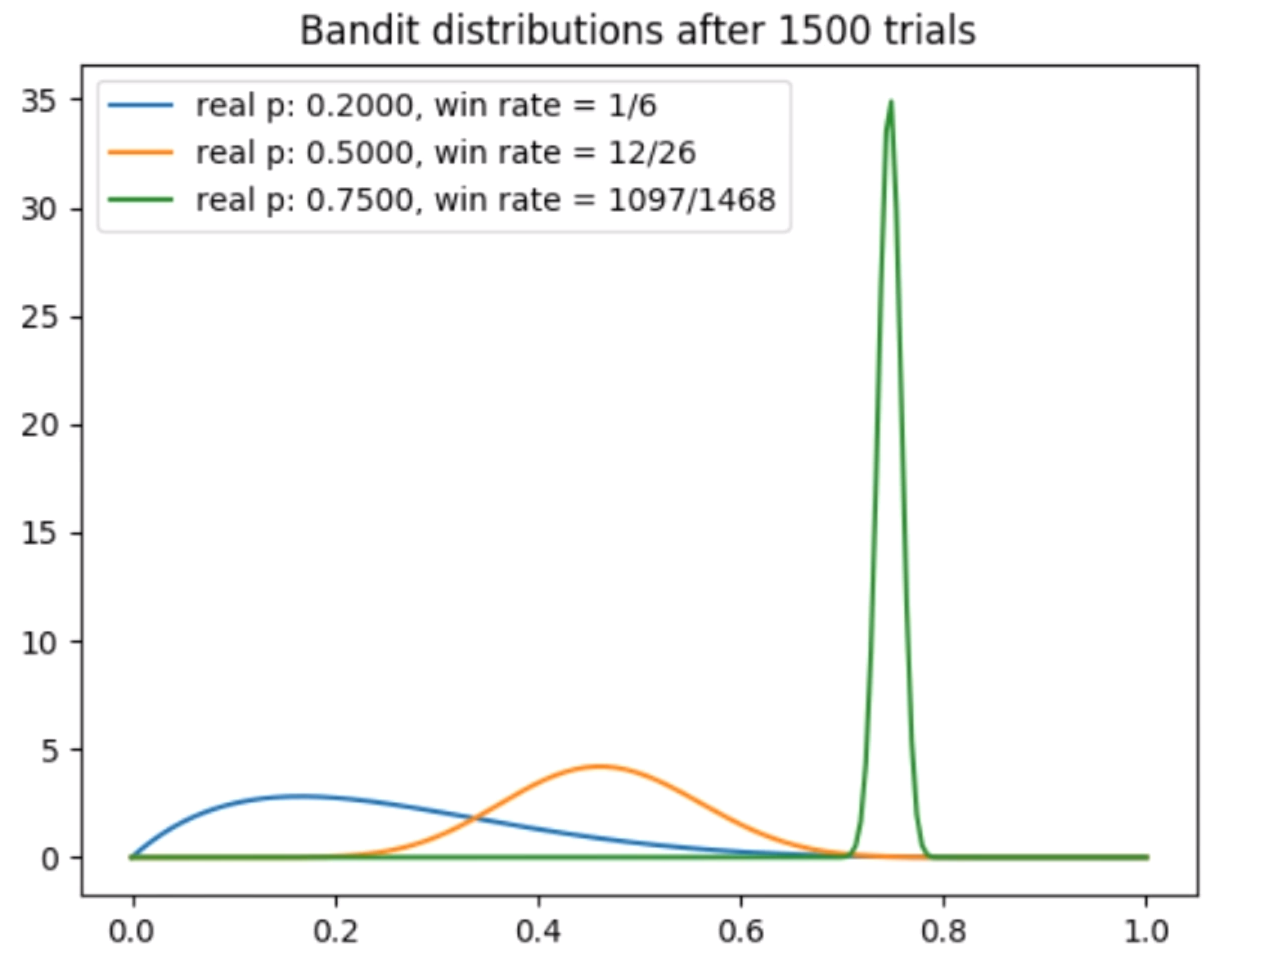 Bandit distributions after 1500 trials
35
real p: 0.2000, win rate = 1/6
real p: 0.5000, win rate = 12/26
real p: 0.7500, win rate = 1097/1468
30
25
20
15
10
5
0
0.0 0.2 0.4 0.6 0.8 1.0